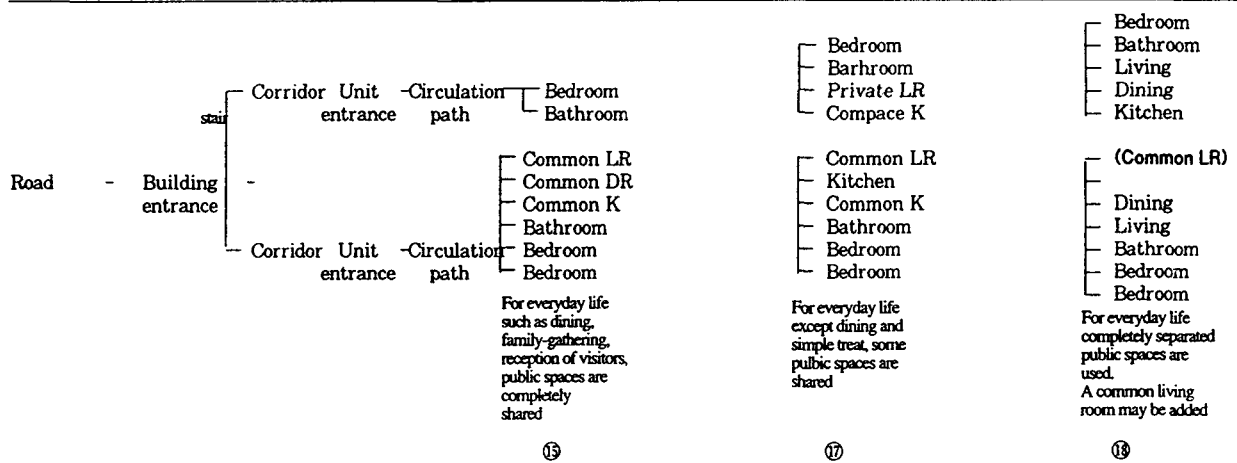 Bedroom
Bathroom
Living
Dining
Kitchen
Bedroom
Barhroom
Private LR
Compace K
stair
Corridor Unit entrance
Circulation path
Bedroom
Bathroom
Road - Building entrance -
Common LR
Common DR
Common K
Bathroom
Bedroom
Bedroom
Common LR
Kitchen
Common K
Bathroom
Bedroom
Bedroom
(Common LR)
Dining
Living
Bathroom
Bedroom
Bedroom
Corridor Unit entrance
Circulation path
For everyday life
such as dining,
family-gathering,
reception of visitors,
public spaces are
completely
shared
For everyday life
except dining and
simple treat, some
pulbic spaces are
shared
For everyday life
completely separated
public spaces are
used.
A common living
room may be added
⑮
⑰
⑱